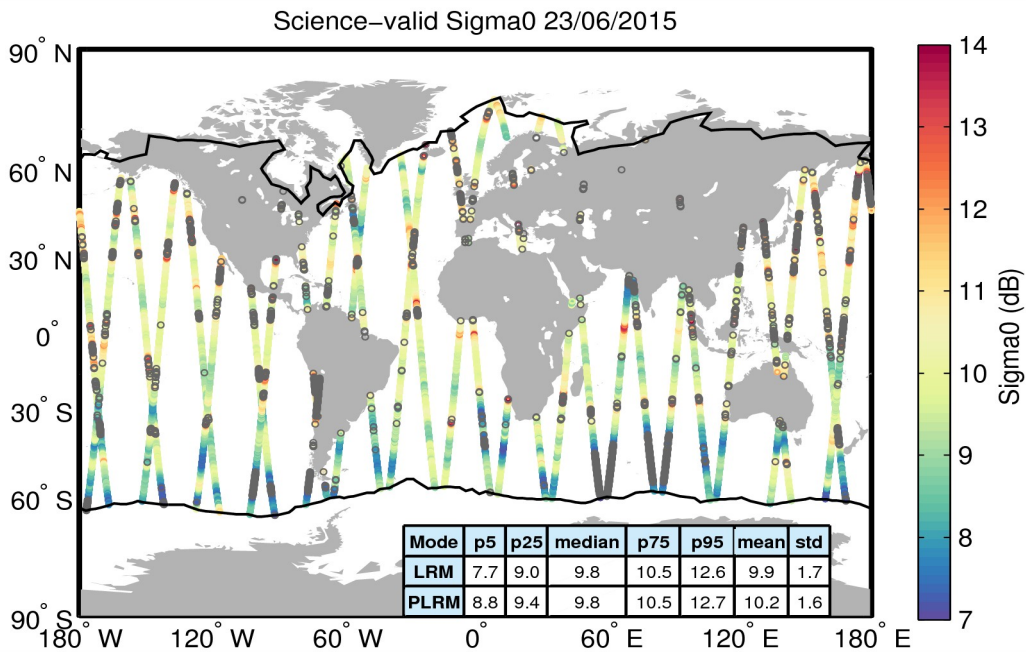 Science−valid Sigma0 23/06/2015
90° N
60° N
30° N
0°
30° S
60° S
90° S
180° W
120° W
60° W
0°
60° E
120° E
180° E
Mode p5 p25 median p75 p95 mean std
LRM 7.7 9.0 9.8 10.5 12.6 9.9 1.7
PLRM 8.8 9.4 9.8 10.5 12.7 10.2 1.6
14
13
12
11
10
9
8
7
Sigma0 (dB)